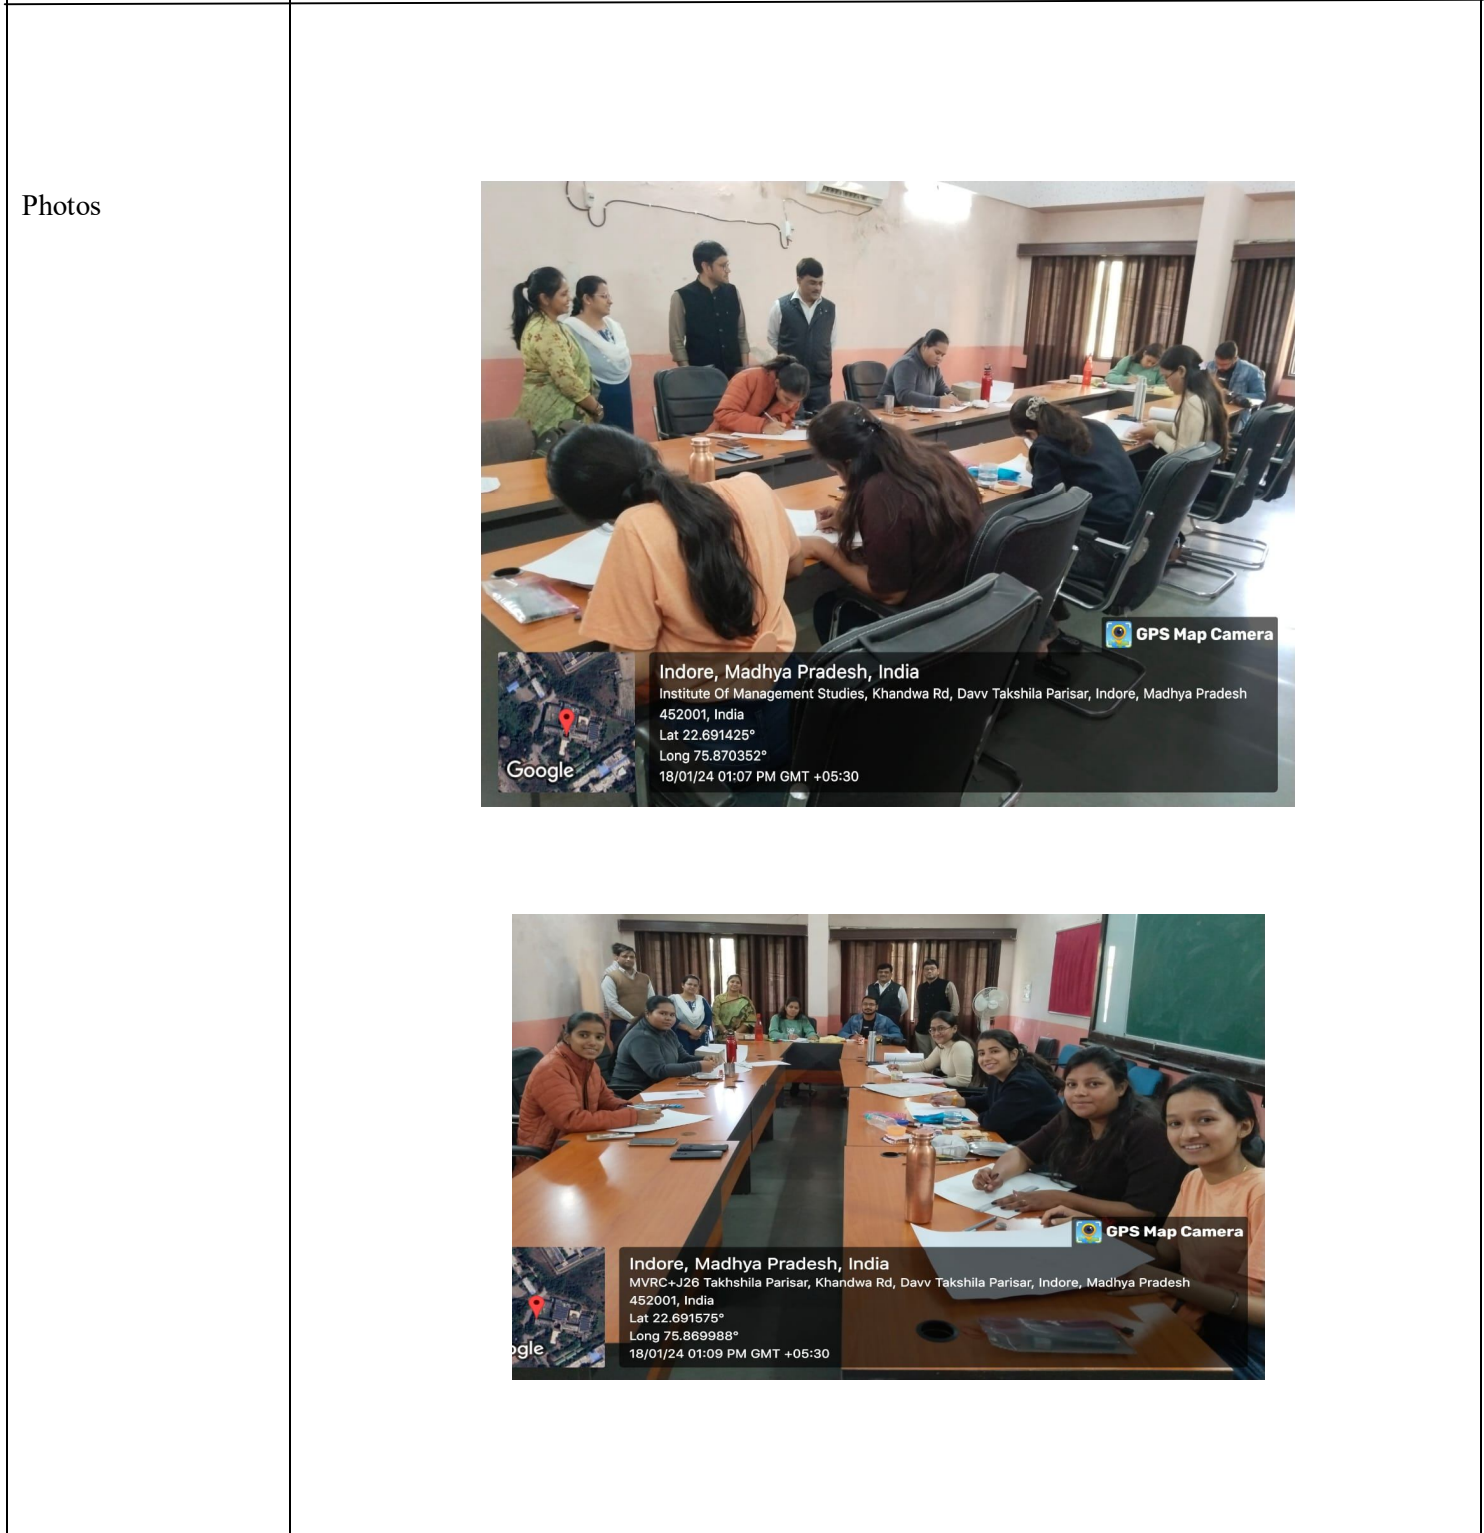 Photos
GPS Map Camera
Indore, Madhya Pradesh, India
Institute Of Management Studies, Khandwa Rd, Davv Takshila Parisar, Indore, Madhya Pradesh
452001, India
Lat 22.691425°
Long 75.870352°
18/01/24 01:07 PM GMT +05:30
Google
GPS Map Camera
Indore, Madhya Pradesh, India
MVRC+J26 Takhshila Parisar, Khandwa Rd, Davv Takshila Parisar, Indore, Madhya Pradesh
452001, India
Lat 22.691575°
Long 75.869988°
18/01/24 01:09 PM GMT +05:30
ogle